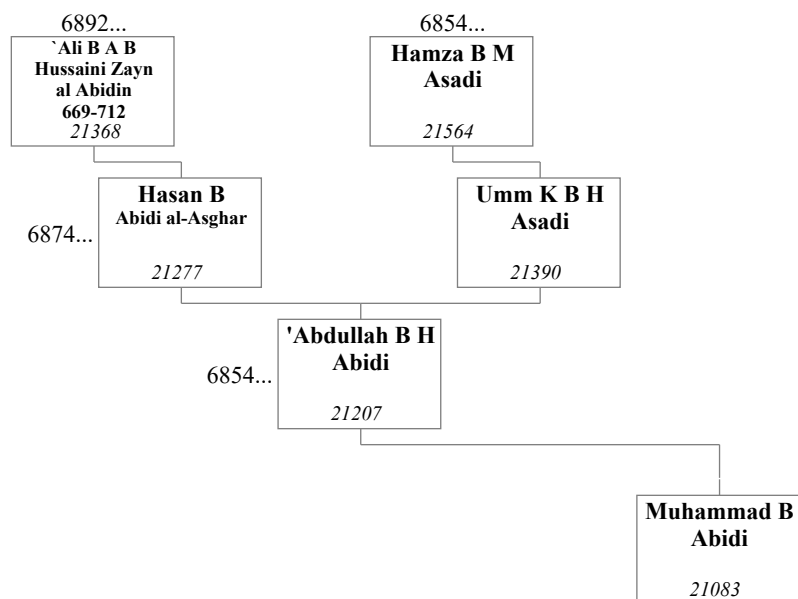 6892...
`Ali B A B
Hussaini Zayn
al Abidin
669-712
21368
6854...
Hamza B M
Asadi
21564
6874...
Hasan B
Abidi al-Asghar
21277
Umm K B H
Asadi
21390
6854...
'Abdullah B H
Abidi
21207
Muhammad B
Abidi
21083